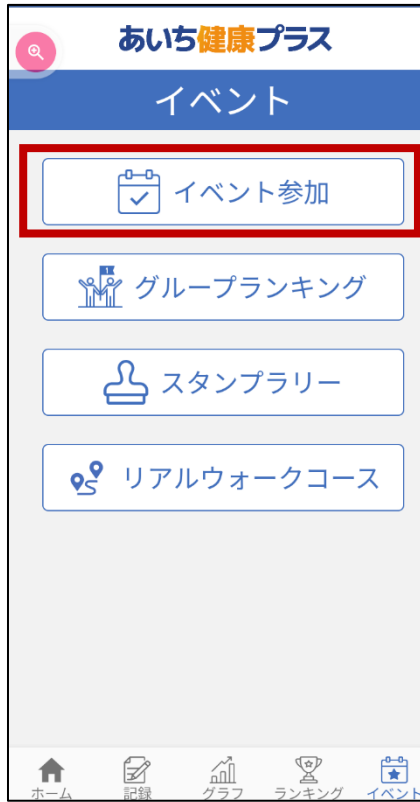 あいち健康プラス
イベント
イベント参加
1
グループランキング
スタンプラリー
リアルウォークコース
ホーム 記録 グラフ ランキング イベント